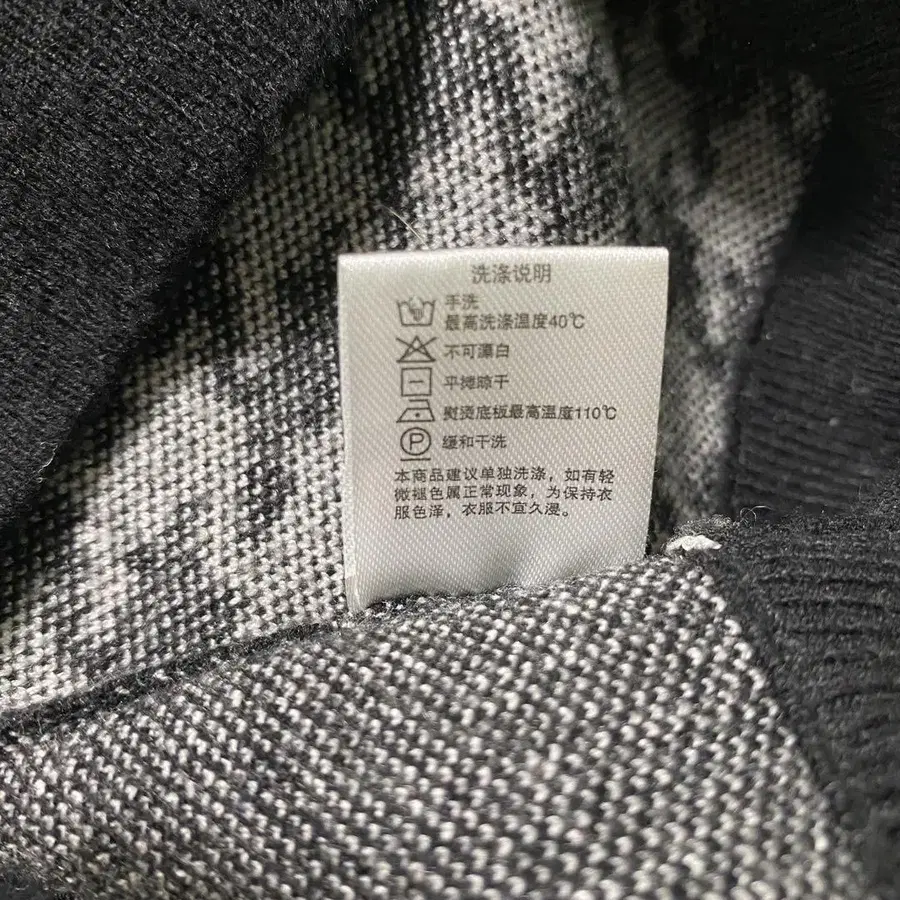 洗涤说明
手洗
最高洗涤温度40℃
不可漂白
平摊晾干
熨烫底板最高温度110℃
P
缓和干洗
本商品建议单独洗涤，如有轻
微褪色属正常现象，为保持衣
服色泽，衣服不宜久浸。